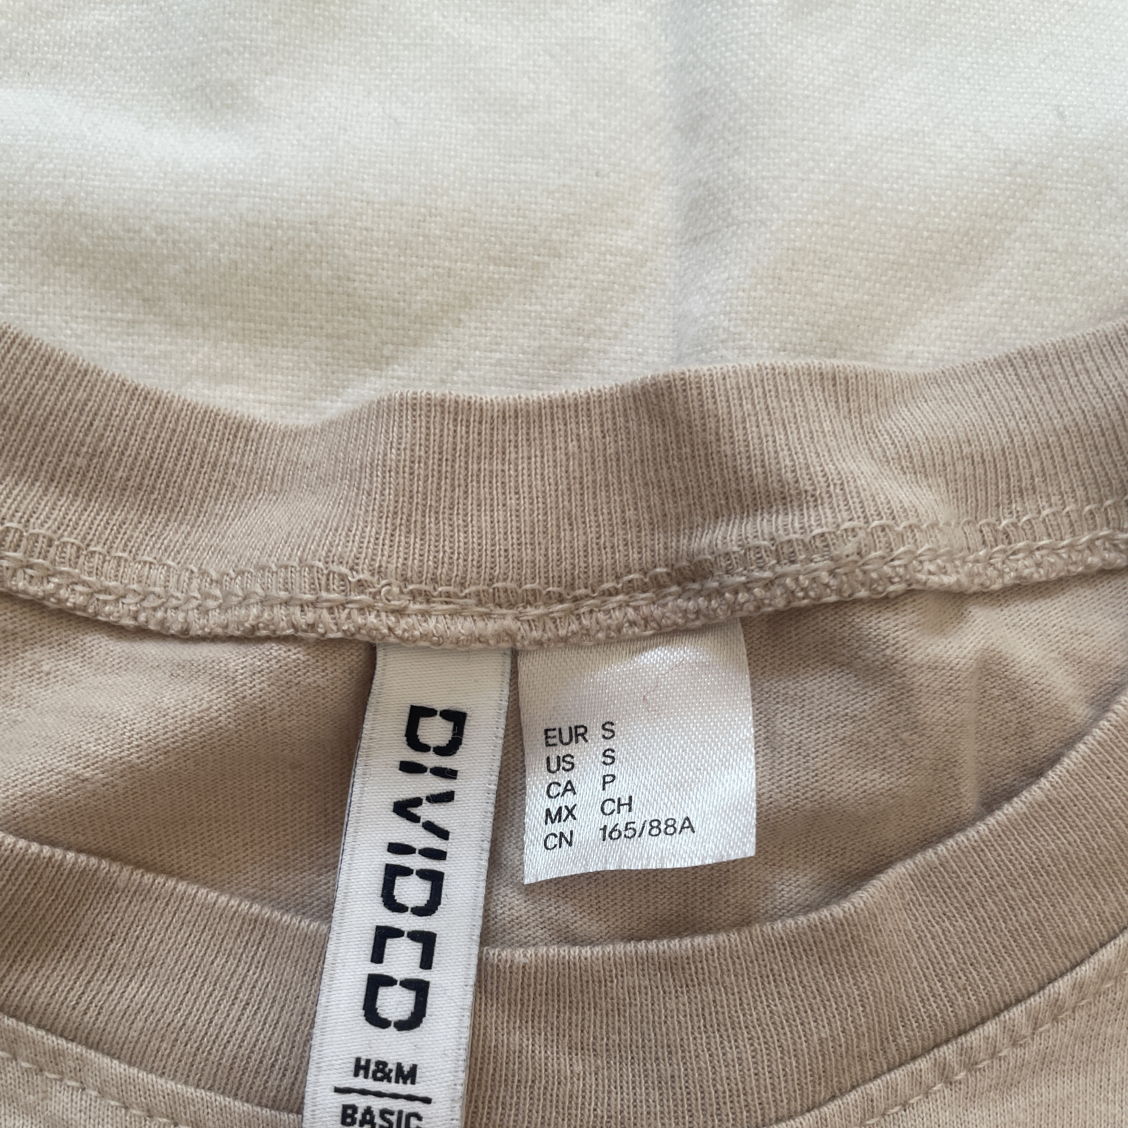 DIVIDED
H&M
BASIC
EUR S
US S
CA P
MX CH
CN 165/88A